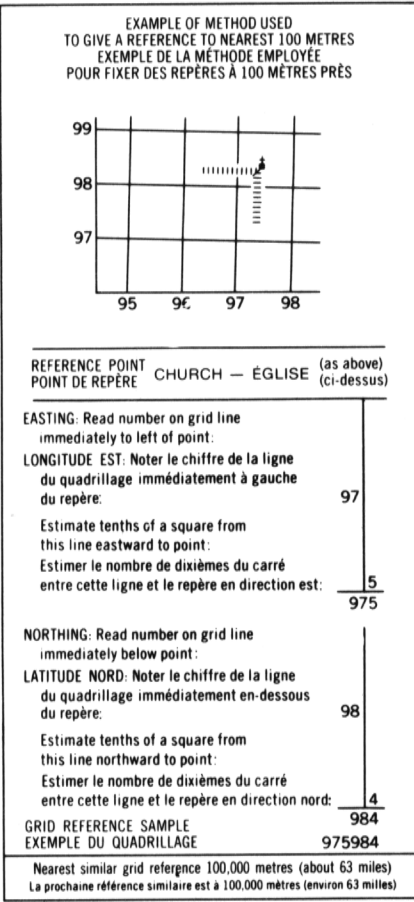 EXAMPLE OF METHOD USED
TO GIVE A REFERENCE TO NEAREST 100 METRES
EXEMPLE DE LA MÉTHODE EMPLOYÉE
POUR FIXER DES REPÈRES À 100 MÈTRES PRÈS
99
98
97
95 9€ 97 98
REFERENCE POINT
POINT DE REPÈRE CHURCH — ÉGLISE (as above)
(ci-dessus)
EASTING: Read number on grid line
immediately to left of point:
LONGITUDE EST: Noter le chiffre de la ligne
du quadrillage immédiatement à gauche
du repère: 97
Estimate tenths of a square from
this line eastward to point:
Estimer le nombre de dixièmes du carré
entre cette ligne et le repère en direction est: 5
975
NORTHING: Read number on grid line
immediately below point:
LATITUDE NORD: Noter le chiffre de la ligne
du quadrillage immédiatement en-dessous
du repère: 98
Estimate tenths of a square from
this line northward to point:
Estimer le nombre de dixièmes du carré
entre cette ligne et le repère en direction nord: 4
984
GRID REFERENCE SAMPLE
EXEMPLE DU QUADRILLAGE 975984
Nearest similar grid reference 100,000 metres (about 63 miles)
La prochaine référence similaire est à 100,000 mètres (environ 63 milles)